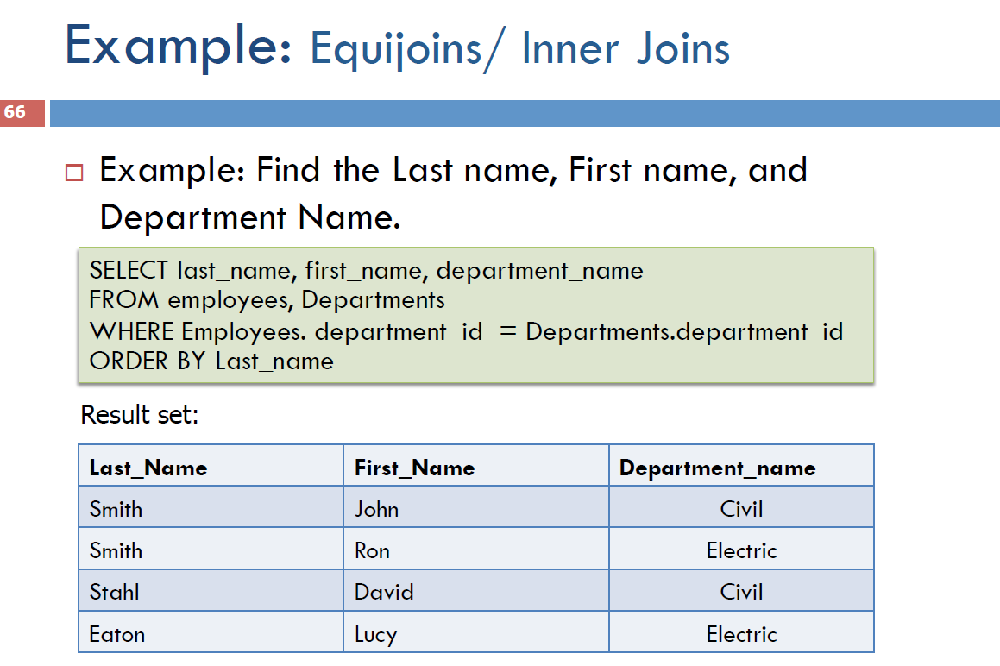 Example: Equijoins/ Inner Joins
66
Example: Find the Last name, First name, and
Department Name.
SELECT last_name, first_name, department_name
FROM employees, Departments
WHERE Employees. department_id = Departments.department_id
ORDER BY Last_name
Result set:
Last_Name First_Name Department_name
Smith John Civil
Smith Ron Electric
Stahl David Civil
Eaton Lucy Electric